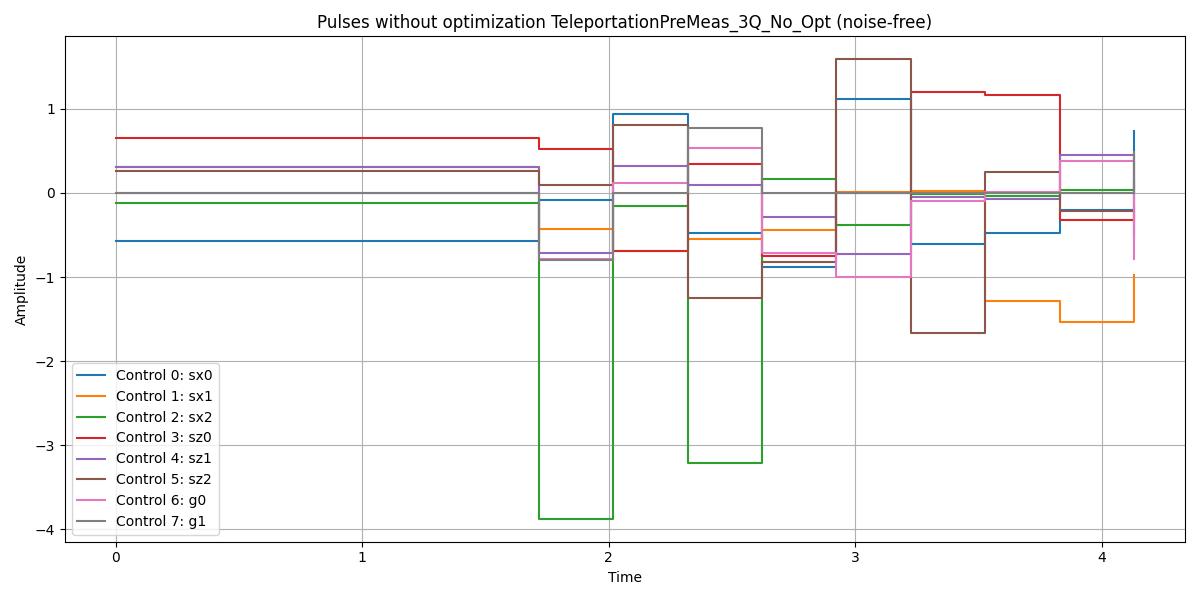 Pulses without optimization TeleportationPreMeas_3Q_No_Opt (noise-free)
Amplitude
1
0
−1
−2
−3
−4
Control 0: sx0
Control 1: sx1
Control 2: sx2
Control 3: sz0
Control 4: sz1
Control 5: sz2
Control 6: g0
Control 7: g1
0 1 2 3 4
Time